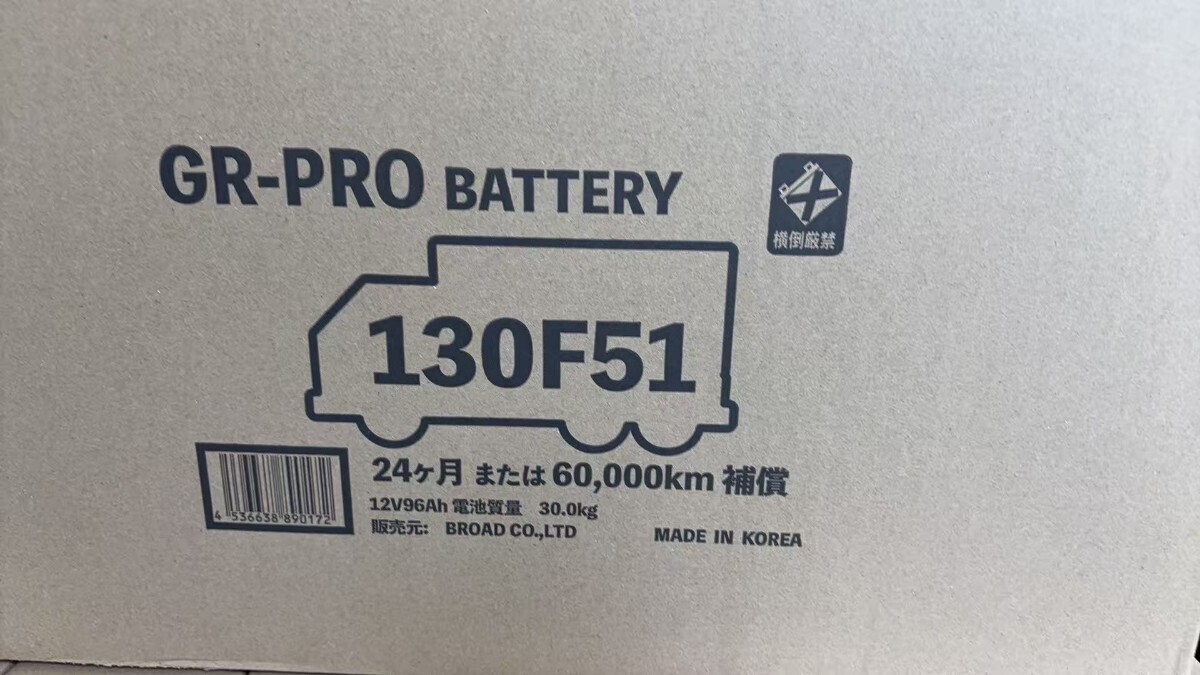 GR-PRO BATTERY
横倒厳禁
130F51
24ヶ月 または 60,000km 補償
12V96Ah 電池質量 30.0kg
販売元: BROAD CO.,LTD
MADE IN KOREA
4 536638 890172